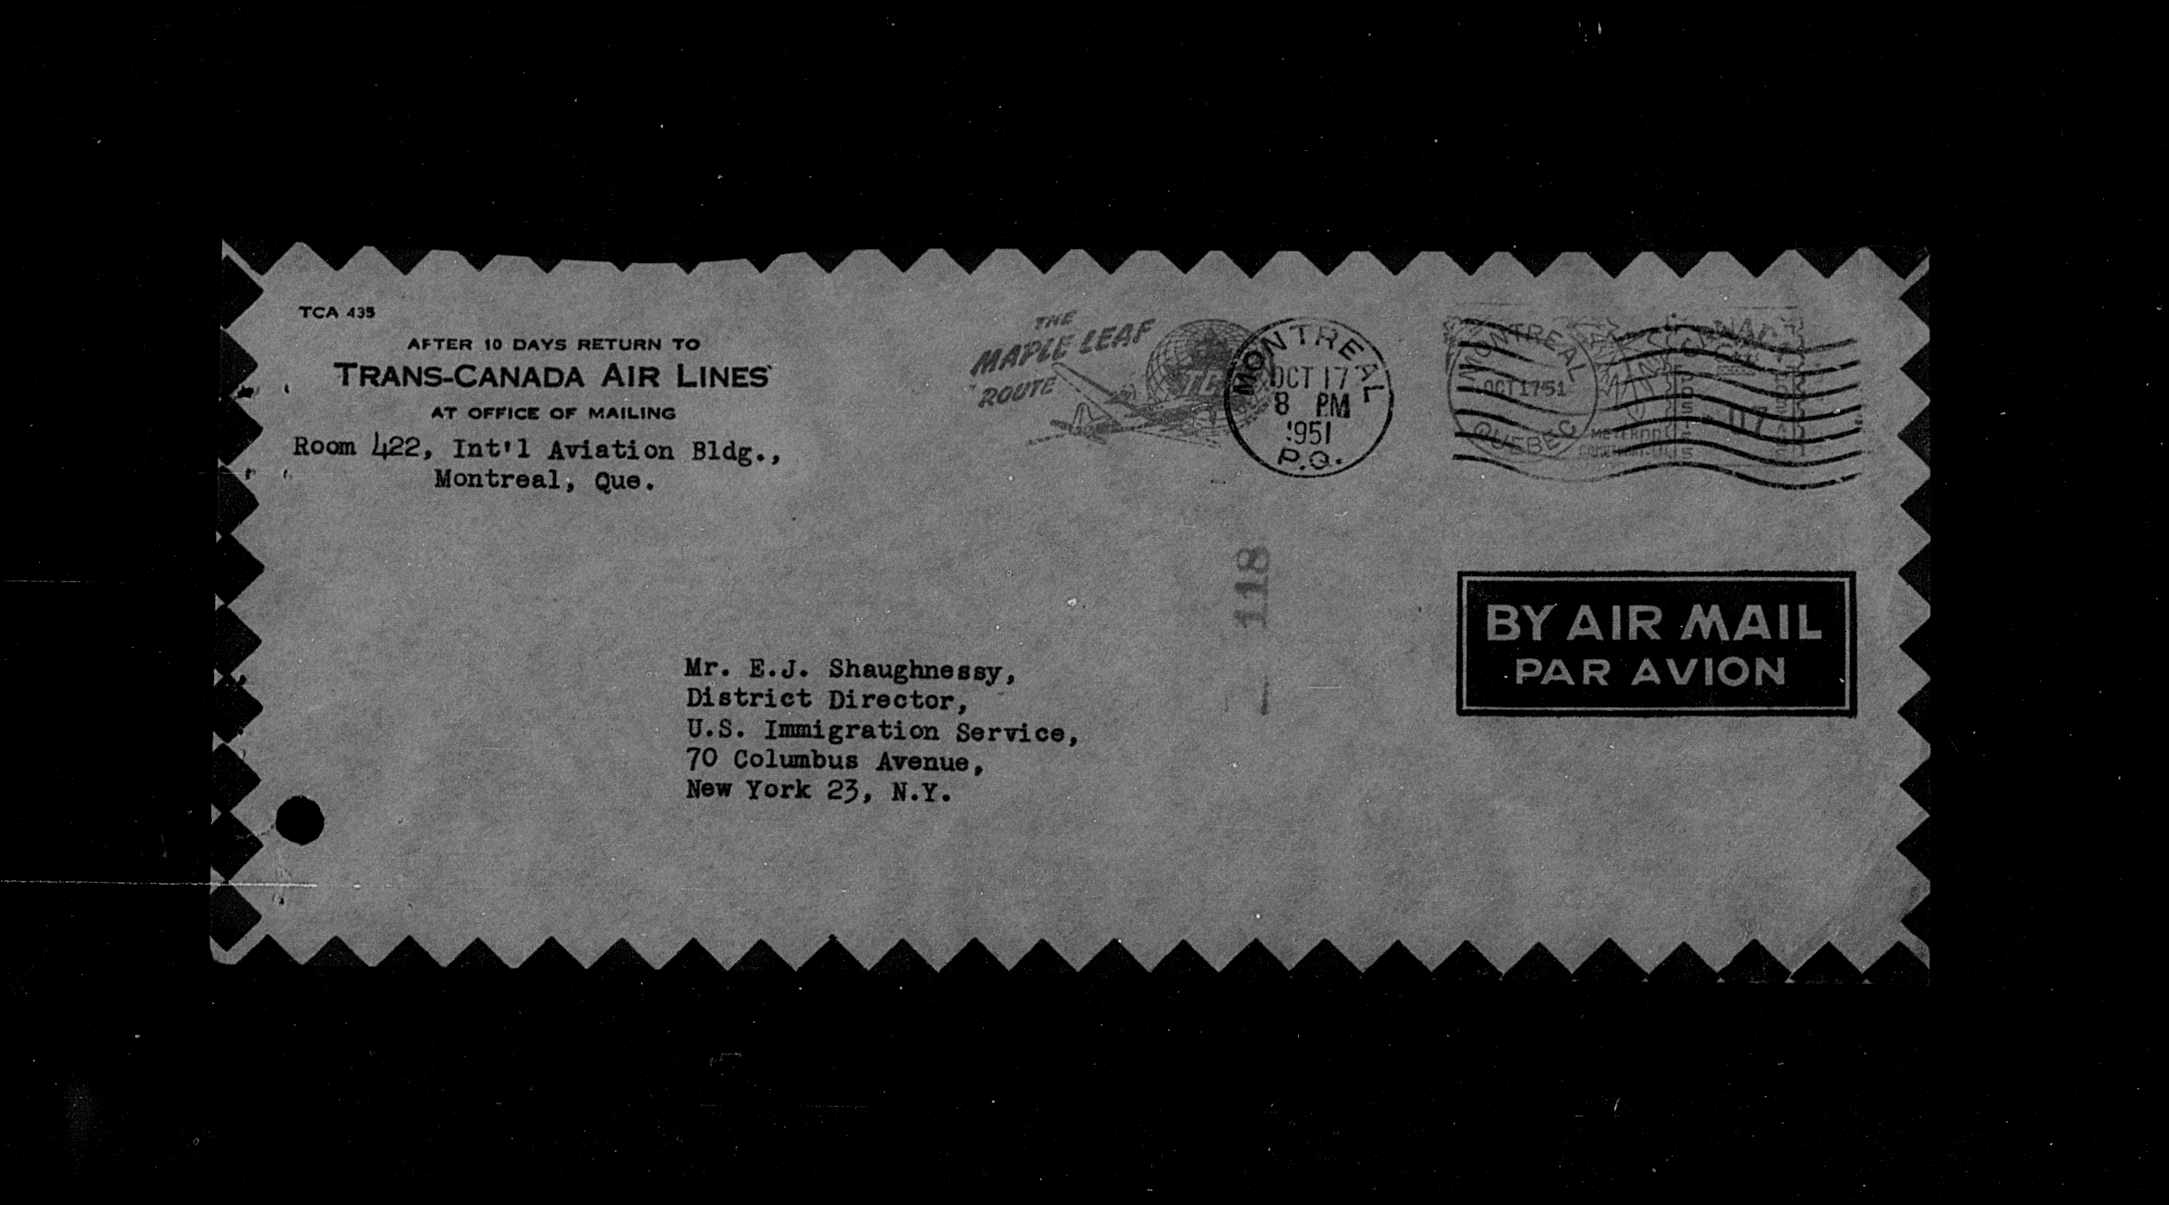 TCA 435
AFTER 10 DAYS RETURN TO
TRANS-CANADA AIR LINES
AT OFFICE OF MAILING
Room 422, Int'l Aviation Bldg.,
Montreal, Que.
THE
MAPLE LEAF
ROUTE
MONTREAL
OCT 17
8 PM
1951
P.Q.
MONTREAL
OCT 17 51
QUEBEC
118
BY AIR MAIL
PAR AVION
Mr. E.J. Shaughnessy,
District Director,
U.S. Immigration Service,
70 Columbus Avenue,
New York 23, N.Y.